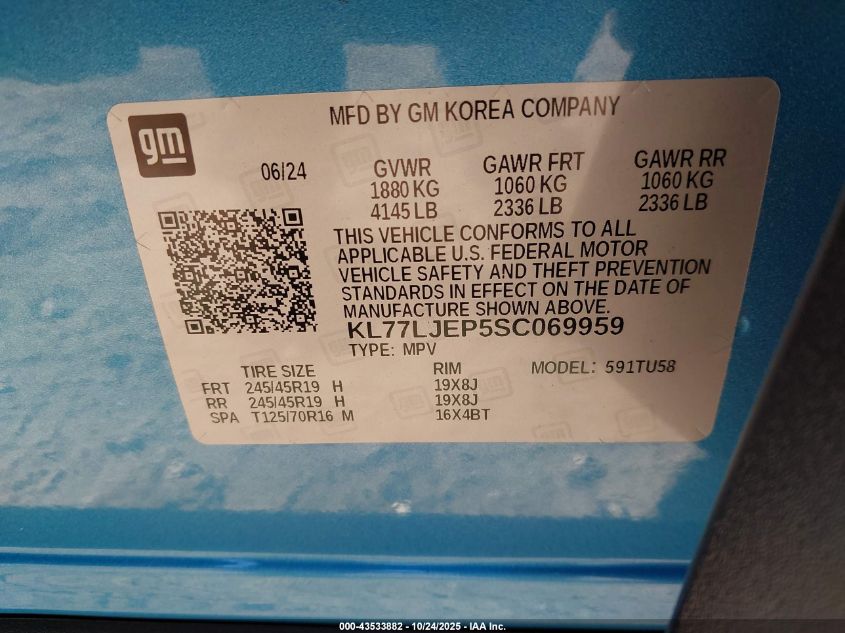 gm
MFD BY GM KOREA COMPANY
06/24
GVWR
1880 KG
4145 LB
GAWR FRT
1060 KG
2336 LB
GAWR RR
1060 KG
2336 LB
THIS VEHICLE CONFORMS TO ALL
APPLICABLE U.S. FEDERAL MOTOR
VEHICLE SAFETY AND THEFT PREVENTION
STANDARDS IN EFFECT ON THE DATE OF
MANUFACTURE SHOWN ABOVE.
KL77LJEP5SC069959
TYPE: MPV
TIRE SIZE RIM MODEL: 591TU58
FRT 245/45R19 H 19X8J
RR 245/45R19 H 19X8J
SPA T125/70R16 M 16X4BT
000-43533882 - 10/24/2025 - IAA Inc.